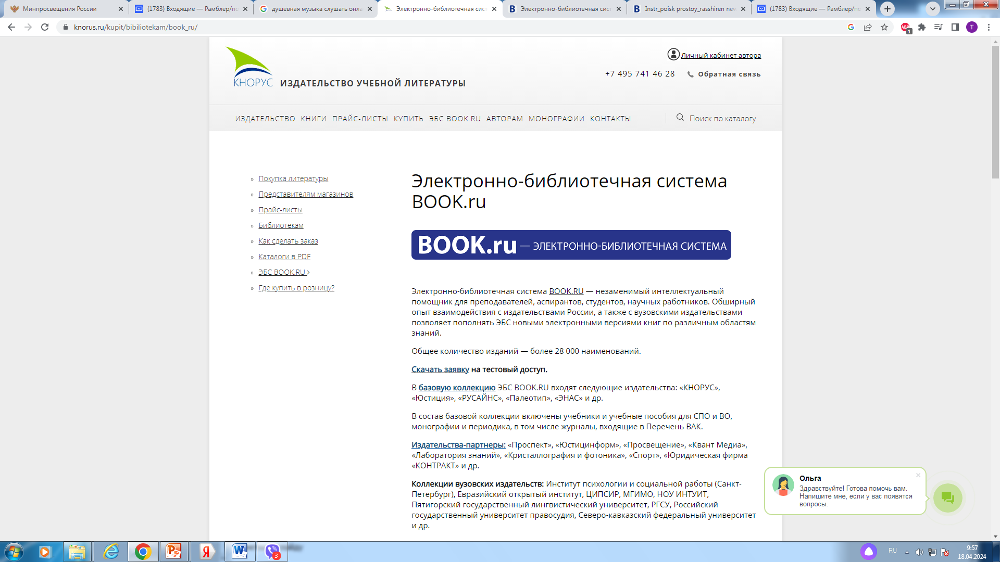 Минпросвещения России
(1783) Входящие — Рамблер/по
душевная музыка слушать онла
Электронно-библиотечная сист
Электронно-библиотечная сист
Instr_poisk prostoy_rasshiren new
(1783) Входящие — Рамблер/по
knorus.ru/kupit/bibiliotekam/book_ru/
ABP
1
T
Личный кабинет автора
+7 495 741 46 28
Обратная связь
КНОРУС
ИЗДАТЕЛЬСТВО УЧЕБНОЙ ЛИТЕРАТУРЫ
ИЗДАТЕЛЬСТВО КНИГИ ПРАЙС-ЛИСТЫ КУПИТЬ ЭБС BOOK.RU АВТОРАМ МОНОГРАФИИ КОНТАКТЫ
Поиск по каталогу
» Покупка литературы
» Представителям магазинов
» Прайс-листы
» Библиотекам
» Как сделать заказ
» Каталоги в PDF
» ЭБС BOOK.RU >
» Где купить в розницу?
Электронно-библиотечная система
BOOK.ru
BOOK.ru — ЭЛЕКТРОННО-БИБЛИОТЕЧНАЯ СИСТЕМА
Электронно-библиотечная система BOOK.RU — незаменимый интеллектуальный
помощник для преподавателей, аспирантов, студентов, научных работников. Обширный
опыт взаимодействия с издательствами России, а также с вузовскими издательствами
позволяет пополнять ЭБС новыми электронными версиями книг по различным областям
знаний.
Общее количество изданий — более 28 000 наименований.
Скачать заявку на тестовый доступ.
В базовую коллекцию ЭБС BOOK.RU входят следующие издательства: «КНОРУС»,
«Юстиция», «РУСАЙНС», «Палеотип», «ЭНАС» и др.
В состав базовой коллекции включены учебники и учебные пособия для СПО и ВО,
монографии и периодика, в том числе журналы, входящие в Перечень ВАК.
Издательства-партнеры: «Проспект», «Юстицинформ», «Просвещение», «Квант Медиа»,
«Лаборатория знаний», «Кристаллография и фотоника», «Спорт», «Юридическая фирма
«КОНТРАКТ» и др.
Коллекции вузовских издательств: Институт психологии и социальной работы (Санкт-
Петербург), Евразийский открытый институт, ЦИПСИР, МГИМО, НОУ ИНТУИТ,
Пятигорский государственный лингвистический университет, РГСУ, Российский
государственный университет правосудия, Северо-кавказский федеральный университет
и др.
Ольга
Здравствуйте! Готова помочь вам.
Напишите мне, если у вас появятся
вопросы.
3
RU
9:57
18.04.2024